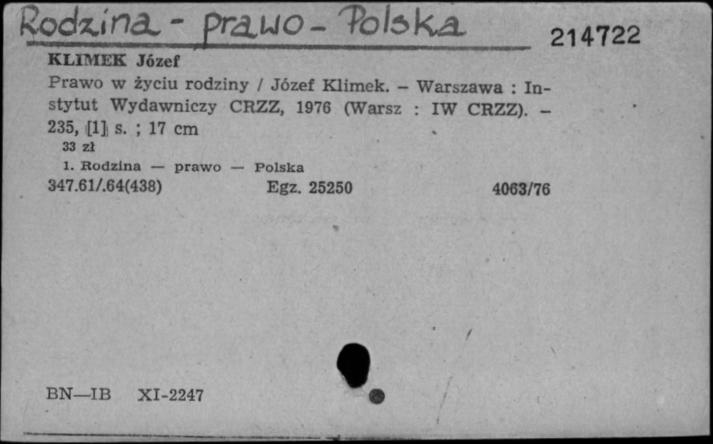 Rodzina - prawo - Polska 214722
KLIMEK Józef
Prawo w życiu rodziny / Józef Klimek. – Warszawa : In-
stytut Wydawniczy CRZZ, 1976 (Warsz : IW CRZZ). –
235, [1] s. ; 17 cm
33 zł
1. Rodzina — prawo — Polska
347.61/.64(438) Egz. 25250 4063/76
BN—IB XI-2247